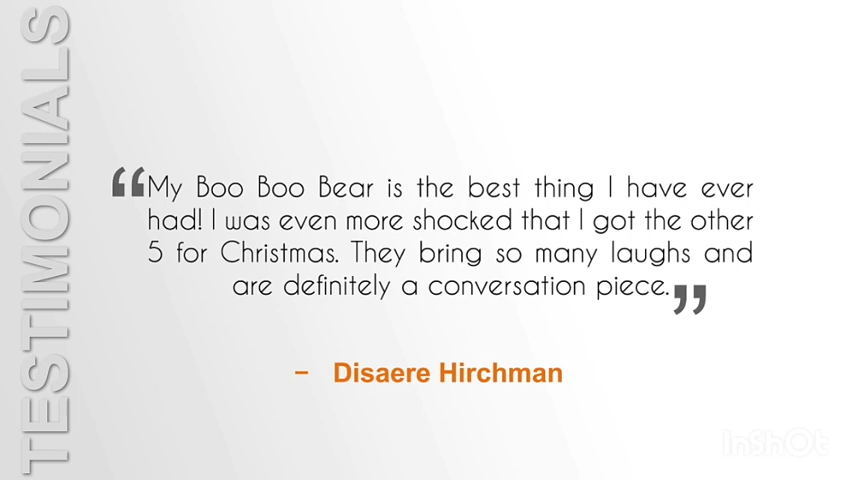 TESTIMONIALS
“My Boo Boo Bear is the best thing I have ever
had! I was even more shocked that I got the other
5 for Christmas. They bring so many laughs and
are definitely a conversation piece.”
– Disaere Hirchman
InShOt